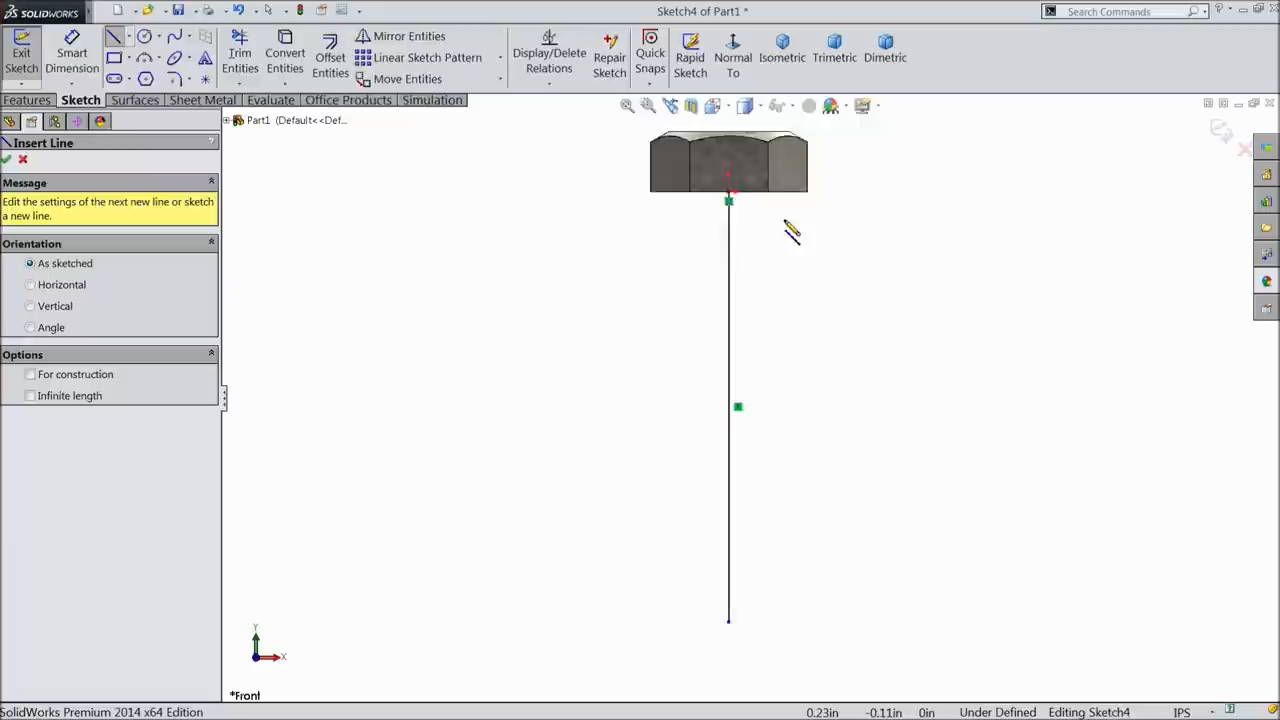 SOLIDWORKS
Sketch4 of Part1 *
Search Commands
?
Exit Sketch
Smart Dimension
Trim Entities
Convert Entities
Offset Entities
Mirror Entities
Linear Sketch Pattern
Move Entities
Display/Delete Relations
Repair Sketch
Quick Snaps
Rapid Sketch
Normal To
Isometric
Trimetric
Dimetric
Features
Sketch
Surfaces
Sheet Metal
Evaluate
Office Products
Simulation
Part1 (Default<<Def...
Insert Line
?
Message
Edit the settings of the next new line or sketch
a new line.
Orientation
As sketched
Horizontal
Vertical
Angle
Options
For construction
Infinite length
Y
X
*Front
SolidWorks Premium 2014 x64 Edition
0.23in
-0.11in
0in
Under Defined
Editing Sketch4
IPS